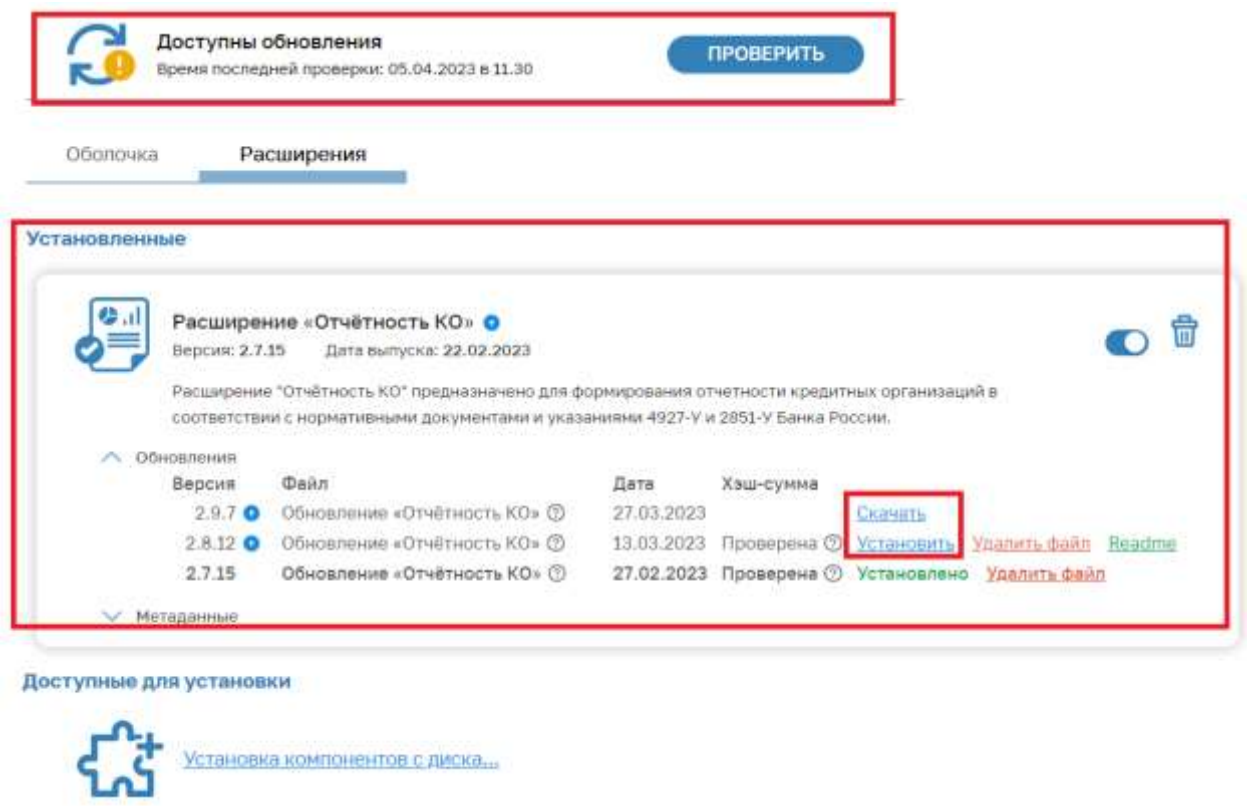 Доступны обновления
Время последней проверки: 05.04.2023 в 11.30
ПРОВЕРИТЬ
Оболочка Расширения
Установленные
Расширение «Отчётность КО»
Версия: 2.7.15 Дата выпуска: 22.02.2023
Расширение "Отчётность КО" предназначено для формирования отчетности кредитных организаций в
соответствии с нормативными документами и указаниями 4927-У и 2851-У Банка России.
Обновления
Версия Файл Дата Хэш-сумма
2.9.7 Обновление «Отчётность КО» 27.03.2023 Скачать
2.8.12 Обновление «Отчётность КО» 13.03.2023 Проверена Установить Удалить файл Readme
2.7.15 Обновление «Отчётность КО» 27.02.2023 Проверена Установлено Удалить файл
Метаданные
Доступные для установки
Установка компонентов с диска...